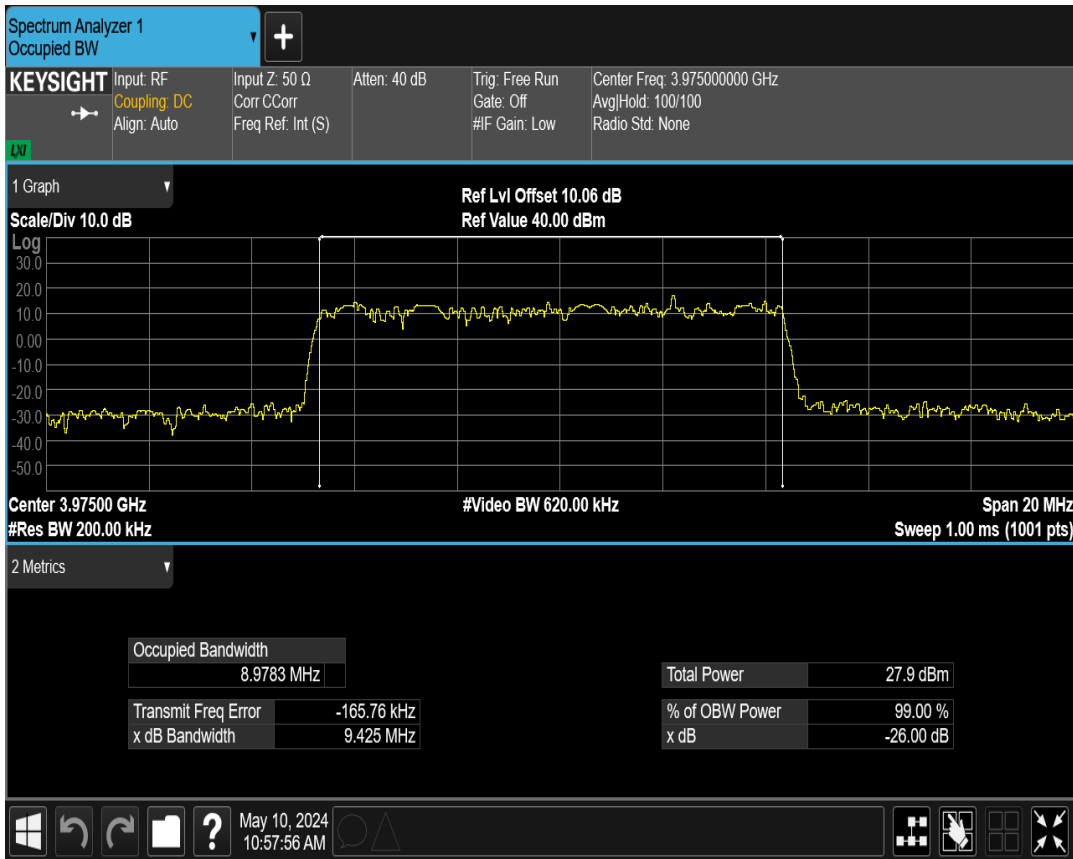 Spectrum Analyzer 1
Occupied BW
KEYSIGHT
LXI
Input: RF
Coupling: DC
Align: Auto
Input Z: 50 Ω
Corr CCorr
Freq Ref: Int (S)
Atten: 40 dB
Trig: Free Run
Gate: Off
#IF Gain: Low
Center Freq: 3.975000000 GHz
Avg|Hold: 100/100
Radio Std: None
1 Graph
Scale/Div 10.0 dB
Ref Lvl Offset 10.06 dB
Ref Value 40.00 dBm
Log
30.0
20.0
10.0
0.00
-10.0
-20.0
-30.0
-40.0
-50.0
Center 3.97500 GHz
#Video BW 620.00 kHz
Span 20 MHz
#Res BW 200.00 kHz
Sweep 1.00 ms (1001 pts)
2 Metrics
Occupied Bandwidth
8.9783 MHz
Total Power 27.9 dBm
Transmit Freq Error -165.76 kHz
% of OBW Power 99.00 %
x dB Bandwidth 9.425 MHz
x dB -26.00 dB
?
May 10, 2024
10:57:56 AM